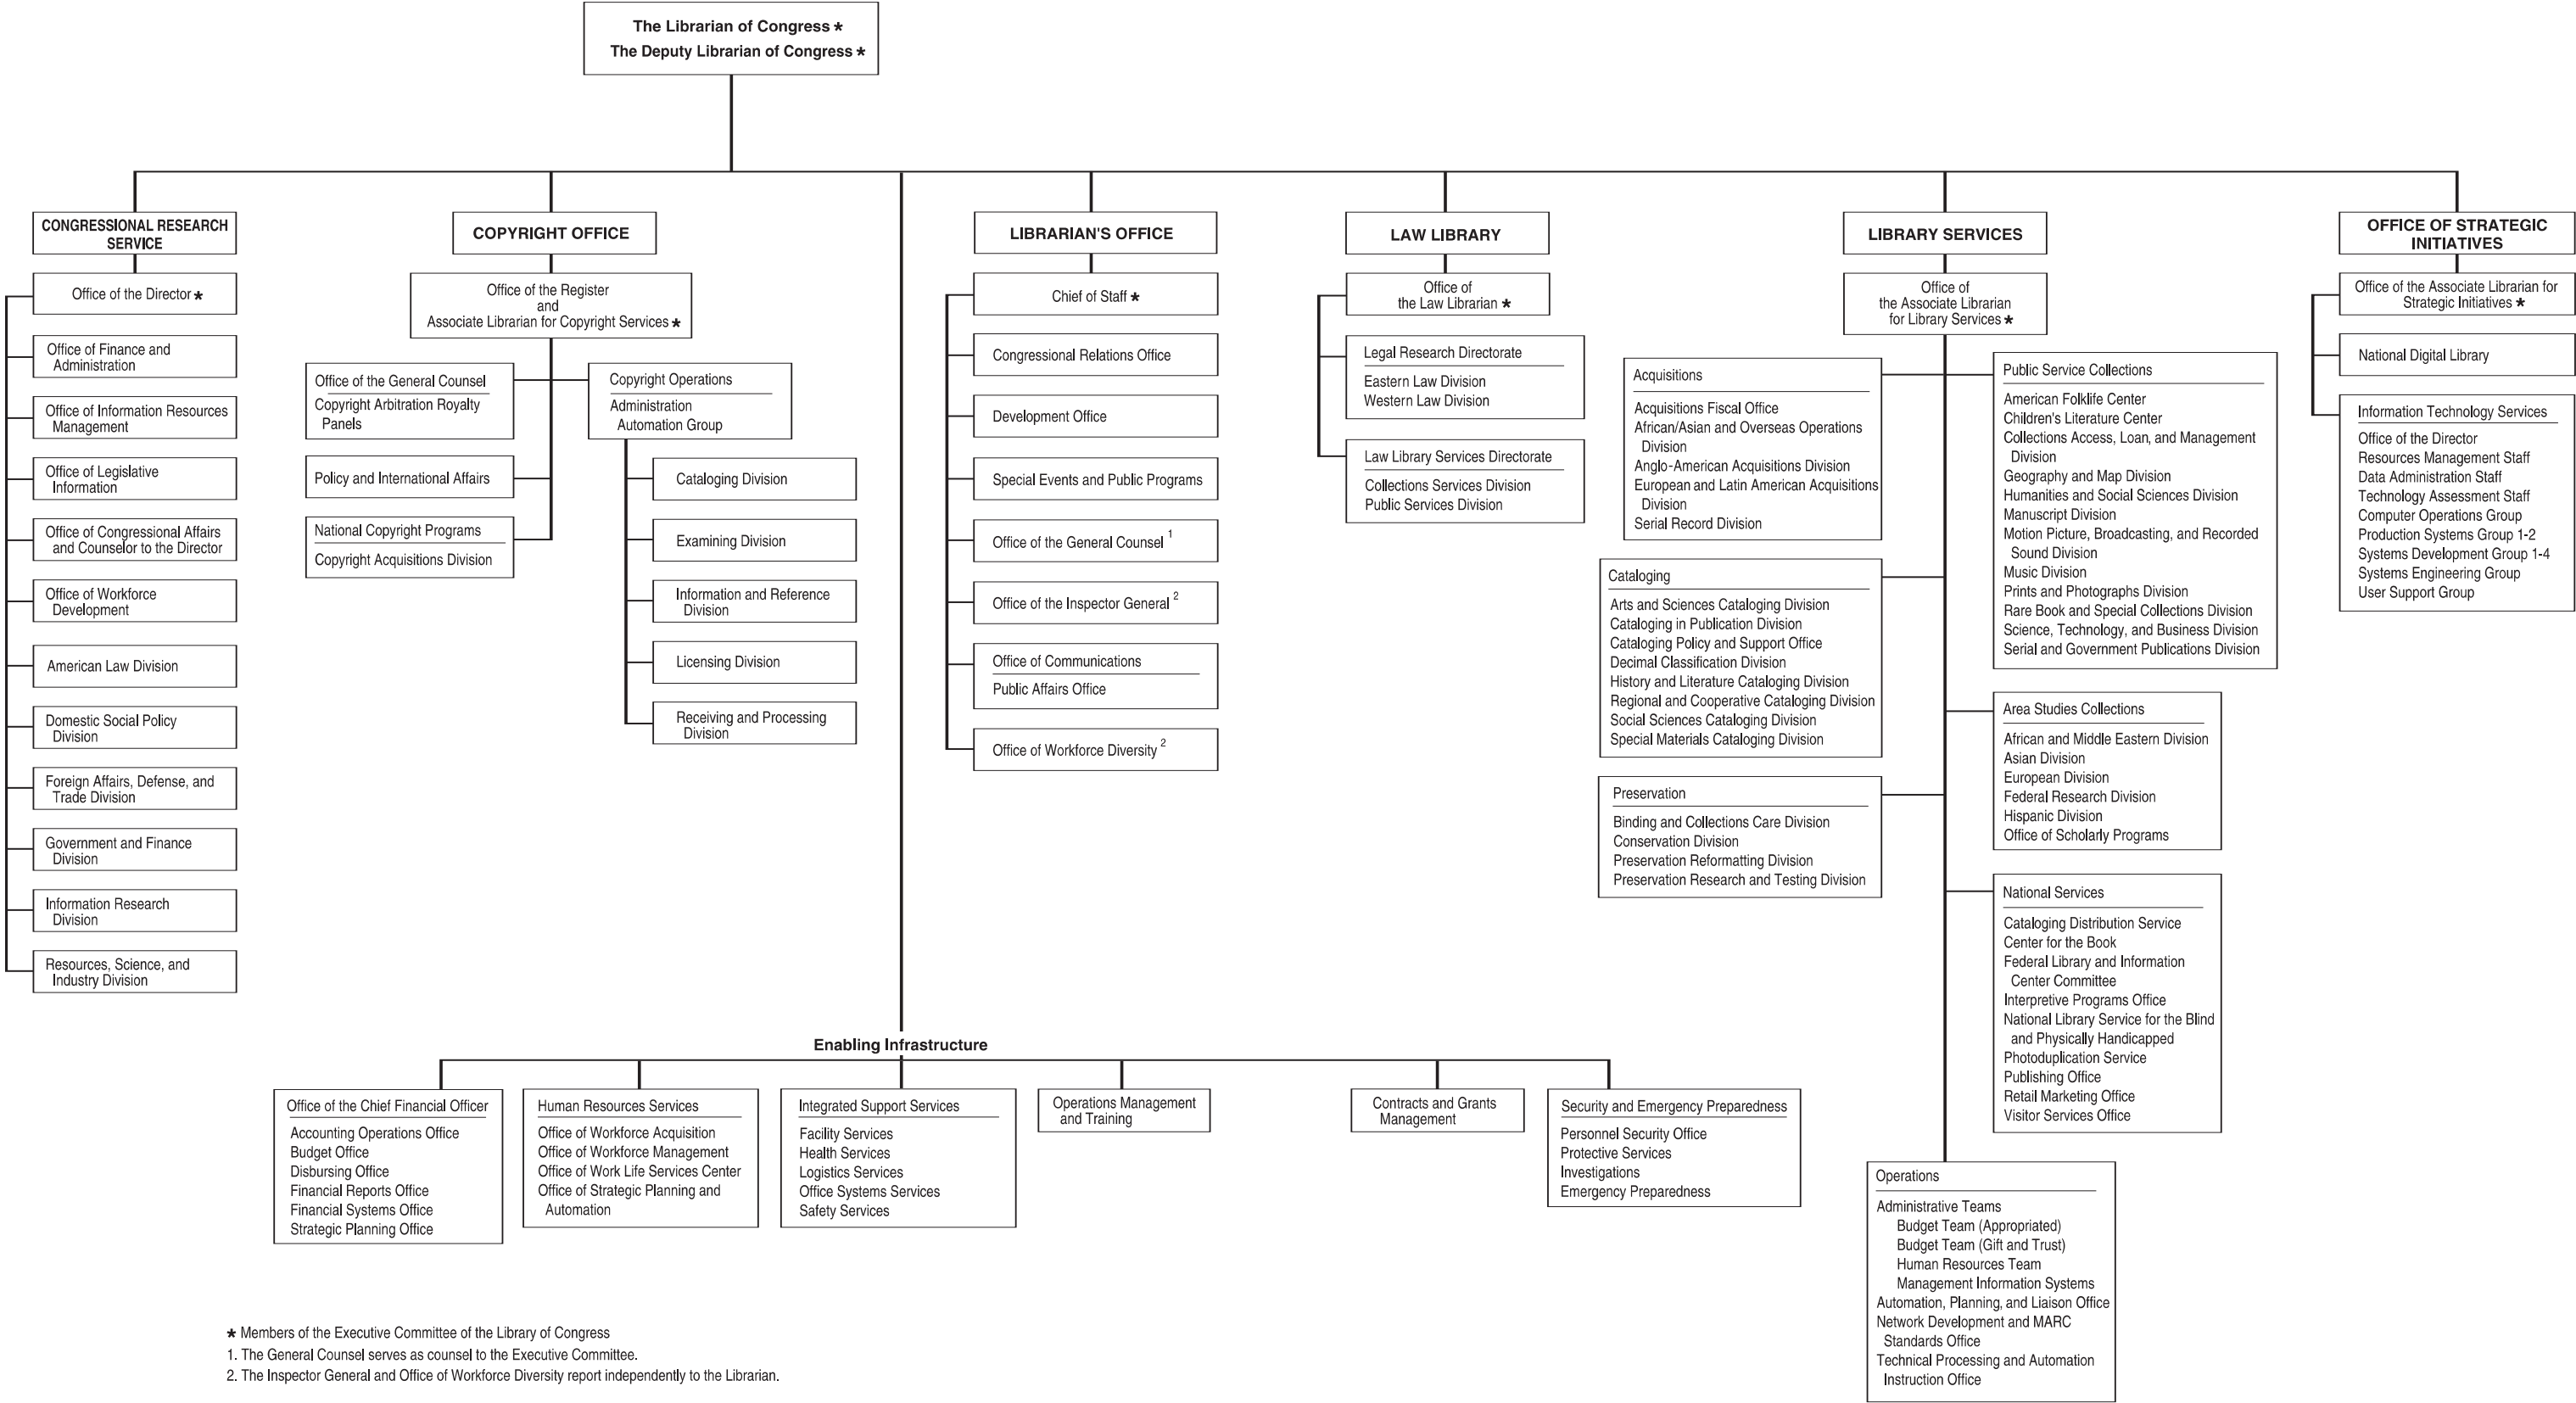 The Librarian of Congress *
The Deputy Librarian of Congress *
CONGRESSIONAL RESEARCH
SERVICE
Office of the Director *
Office of Finance and
Administration
Office of Information Resources
Management
Office of Legislative
Information
Office of Congressional Affairs
and Counselor to the Director
Office of Workforce
Development
American Law Division
Domestic Social Policy
Division
Foreign Affairs, Defense, and
Trade Division
Government and Finance
Division
Information Research
Division
Resources, Science, and
Industry Division
COPYRIGHT OFFICE
Office of the Register
and
Associate Librarian for Copyright Services *
Office of the General Counsel
Copyright Arbitration Royalty
Panels
Policy and International Affairs
National Copyright Programs
Copyright Acquisitions Division
Copyright Operations
Administration
Automation Group
Cataloging Division
Examining Division
Information and Reference
Division
Licensing Division
Receiving and Processing
Division
LIBRARIAN'S OFFICE
Chief of Staff *
Congressional Relations Office
Development Office
Special Events and Public Programs
Office of the General Counsel 1
Office of the Inspector General 2
Office of Communications
Public Affairs Office
Office of Workforce Diversity 2
LAW LIBRARY
Office of
the Law Librarian *
Legal Research Directorate
Eastern Law Division
Western Law Division
Law Library Services Directorate
Collections Services Division
Public Services Division
LIBRARY SERVICES
Office of
the Associate Librarian
for Library Services *
Acquisitions
Acquisitions Fiscal Office
African/Asian and Overseas Operations
Division
Anglo-American Acquisitions Division
European and Latin American Acquisitions
Division
Serial Record Division
Cataloging
Arts and Sciences Cataloging Division
Cataloging in Publication Division
Cataloging Policy and Support Office
Decimal Classification Division
History and Literature Cataloging Division
Regional and Cooperative Cataloging Division
Social Sciences Cataloging Division
Special Materials Cataloging Division
Preservation
Binding and Collections Care Division
Conservation Division
Preservation Reformatting Division
Preservation Research and Testing Division
Public Service Collections
American Folklife Center
Children's Literature Center
Collections Access, Loan, and Management
Division
Geography and Map Division
Humanities and Social Sciences Division
Manuscript Division
Motion Picture, Broadcasting, and Recorded
Sound Division
Music Division
Prints and Photographs Division
Rare Book and Special Collections Division
Science, Technology, and Business Division
Serial and Government Publications Division
Area Studies Collections
African and Middle Eastern Division
Asian Division
European Division
Federal Research Division
Hispanic Division
Office of Scholarly Programs
National Services
Cataloging Distribution Service
Center for the Book
Federal Library and Information
Center Committee
Interpretive Programs Office
National Library Service for the Blind
and Physically Handicapped
Photoduplication Service
Publishing Office
Retail Marketing Office
Visitor Services Office
Operations
Administrative Teams
Budget Team (Appropriated)
Budget Team (Gift and Trust)
Human Resources Team
Management Information Systems
Automation, Planning, and Liaison Office
Network Development and MARC
Standards Office
Technical Processing and Automation
Instruction Office
OFFICE OF STRATEGIC
INITIATIVES
Office of the Associate Librarian for
Strategic Initiatives *
National Digital Library
Information Technology Services
Office of the Director
Resources Management Staff
Data Administration Staff
Technology Assessment Staff
Computer Operations Group
Production Systems Group 1-2
Systems Development Group 1-4
Systems Engineering Group
User Support Group
Enabling Infrastructure
Office of the Chief Financial Officer
Accounting Operations Office
Budget Office
Disbursing Office
Financial Reports Office
Financial Systems Office
Strategic Planning Office
Human Resources Services
Office of Workforce Acquisition
Office of Workforce Management
Office of Work Life Services Center
Office of Strategic Planning and
Automation
Integrated Support Services
Facility Services
Health Services
Logistics Services
Office Systems Services
Safety Services
Operations Management
and Training
Contracts and Grants
Management
Security and Emergency Preparedness
Personnel Security Office
Protective Services
Investigations
Emergency Preparedness
* Members of the Executive Committee of the Library of Congress
1. The General Counsel serves as counsel to the Executive Committee.
2. The Inspector General and Office of Workforce Diversity report independently to the Librarian.